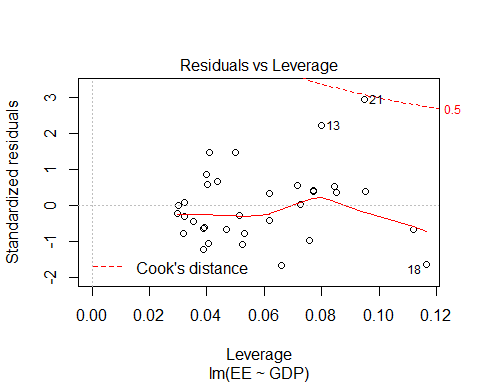 Residuals vs Leverage
Standardized residuals
3
2
1
0
-1
-2
21
13
18
0.5
Cook's distance
0.00 0.02 0.04 0.06 0.08 0.10 0.12
Leverage
lm(EE ~ GDP)